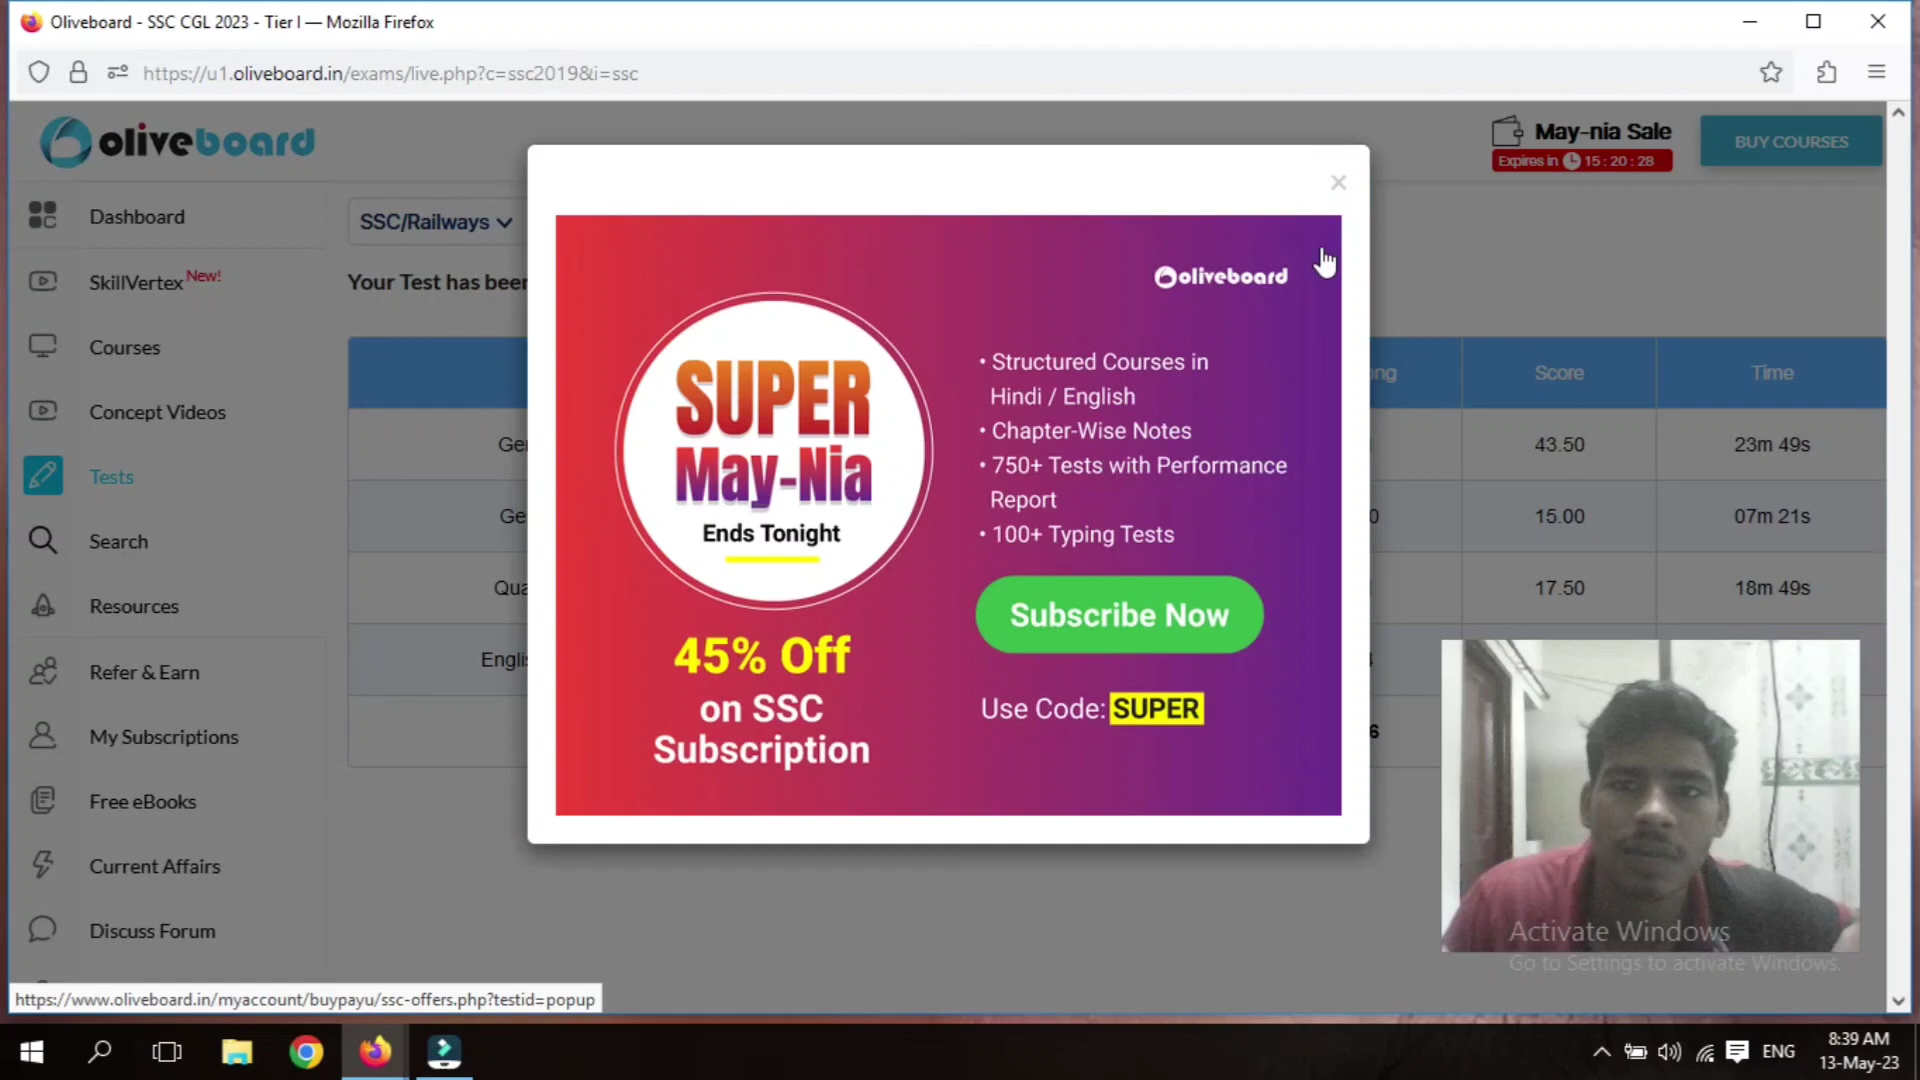 Oliveboard - SSC CGL 2023 - Tier I — Mozilla Firefox
https://u1.oliveboard.in/exams/live.php?c=ssc2019&i=ssc
oliveboard
May-nia Sale
Expires in 15 : 20 : 28
BUY COURSES
Dashboard
SkillVertex New!
Courses
Concept Videos
Tests
Search
Resources
Refer & Earn
My Subscriptions
Free eBooks
Current Affairs
Discuss Forum
SSC/Railways
Your Test has been
Score
Time
43.50
23m 49s
15.00
07m 21s
17.50
18m 49s
×
oliveboard
SUPER
May-Nia
Ends Tonight
45% Off
on SSC
Subscription
• Structured Courses in
Hindi / English
• Chapter-Wise Notes
• 750+ Tests with Performance
Report
• 100+ Typing Tests
Subscribe Now
Use Code: SUPER
Activate Windows
Go to Settings to activate Windows.
https://www.oliveboard.in/myaccount/buypayu/ssc-offers.php?testid=popup
ENG
8:39 AM
13-May-23